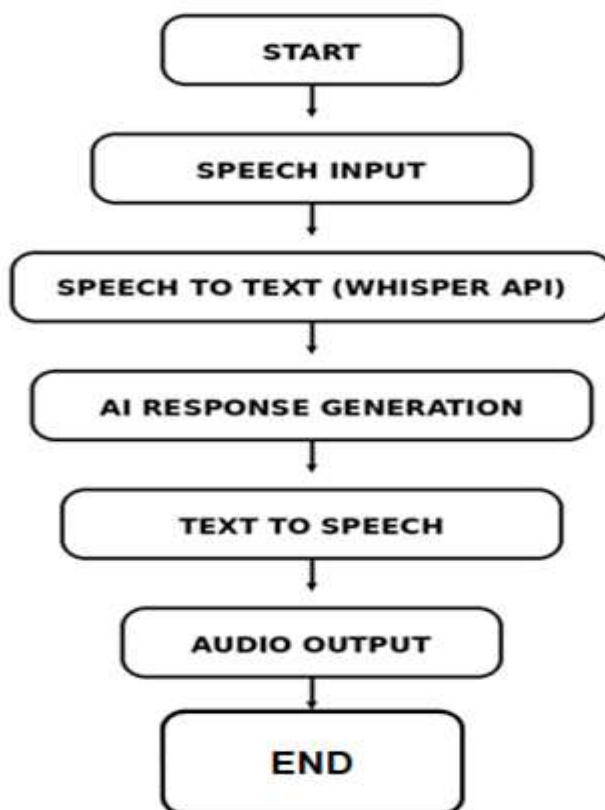 START
SPEECH INPUT
SPEECH TO TEXT (WHISPER API)
AI RESPONSE GENERATION
TEXT TO SPEECH
AUDIO OUTPUT
END